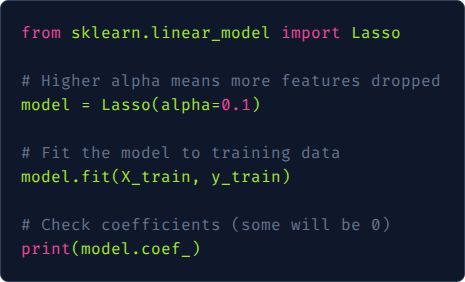 from sklearn.linear_model import Lasso
# Higher alpha means more features dropped
model = Lasso(alpha=0.1)
# Fit the model to training data
model.fit(X_train, y_train)
# Check coefficients (some will be 0)
print(model.coef_)